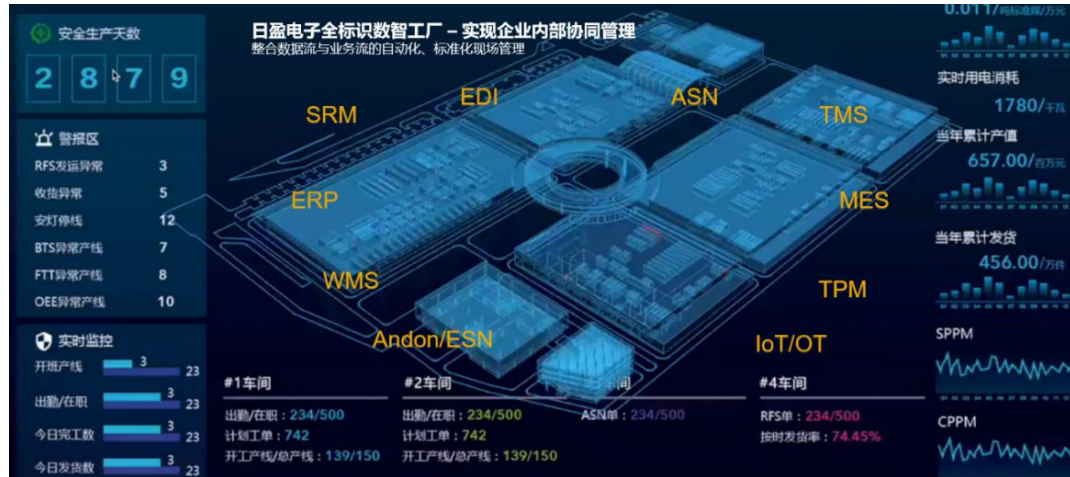 安全生产天数
2 8 7 9
警报区
RFS发运异常 3
收货异常 5
安灯停线 12
BTS异常产线 7
FTT异常产线 8
OEE异常产线 10
实时监控
开班产线 3 23
出勤/在职 3 23
今日完工数 3 23
今日发货数 3 23
日盈电子全标识数智工厂 – 实现企业内部协同管理
整合数据流与业务流的自动化、标准化现场管理
SRM
EDI
ASN
TMS
ERP
MES
WMS
TPM
Andon/ESN
IoT/OT
#1车间
出勤/在职：234/500
计划工单：742
开工产线/总产线：139/150
#2车间
出勤/在职：234/500
计划工单：742
开工产线/总产线：139/150
间
ASN单：234/500
#4车间
RFS单：234/500
按时发货率：74.45%
0.011/吨标准煤/万元
实时用电消耗
1780/千瓦
当年累计产值
657.00/百万元
当年累计发货
456.00/万件
SPPM
CPPM